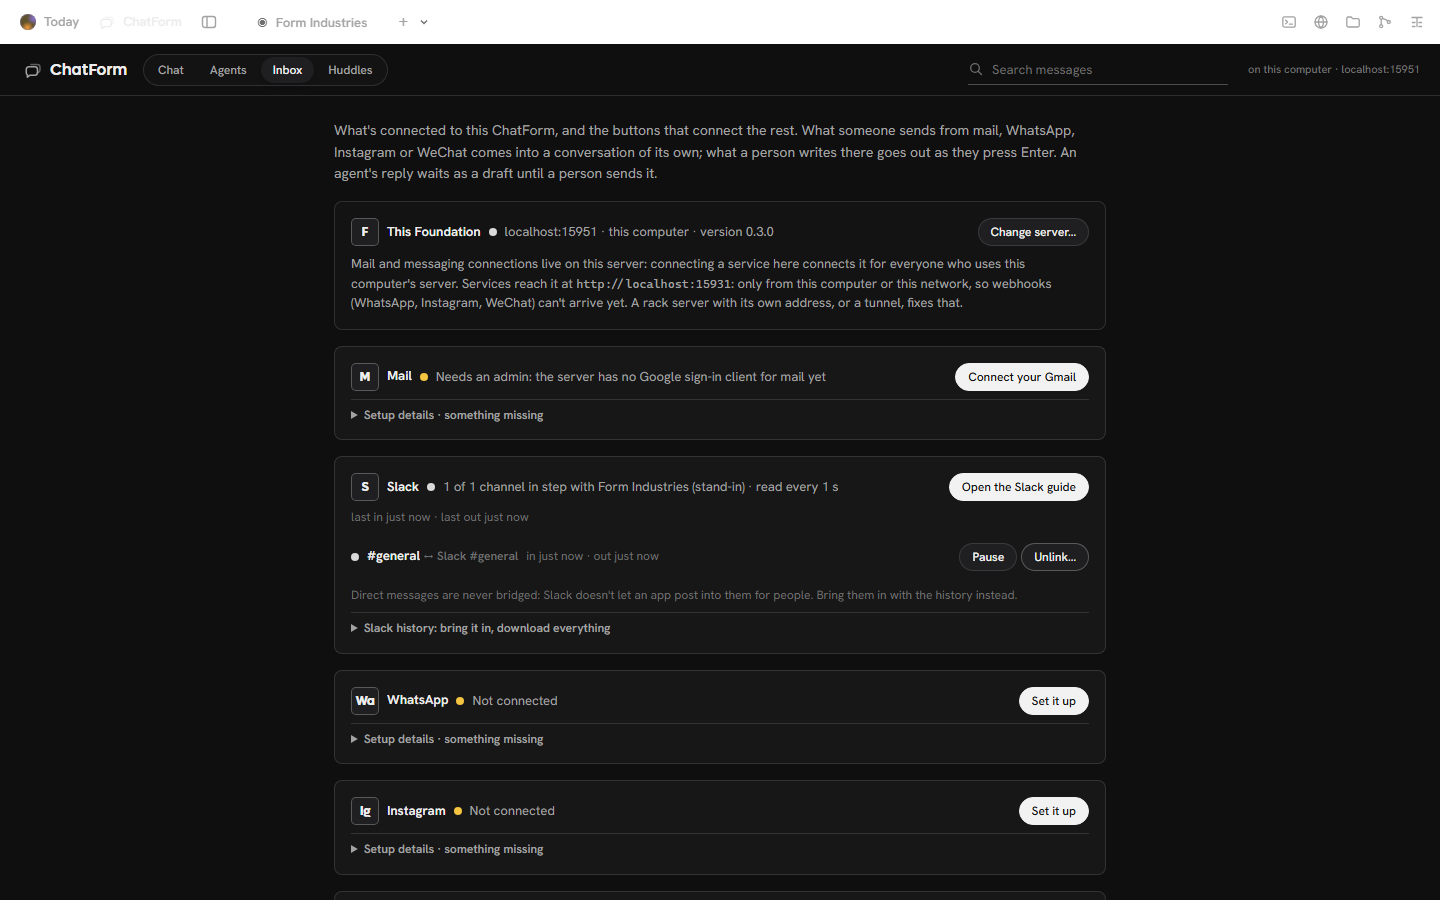 Today
ChatForm
Form Industries
ChatForm
Chat
Agents
Inbox
Huddles
Search messages
on this computer · localhost:15951
What's connected to this ChatForm, and the buttons that connect the rest. What someone sends from mail, WhatsApp,
Instagram or WeChat comes into a conversation of its own; what a person writes there goes out as they press Enter. An
agent's reply waits as a draft until a person sends it.
F This Foundation localhost:15951 · this computer · version 0.3.0
Change server...
Mail and messaging connections live on this server: connecting a service here connects it for everyone who uses this
computer's server. Services reach it at http://localhost:15931: only from this computer or this network, so webhooks
(WhatsApp, Instagram, WeChat) can't arrive yet. A rack server with its own address, or a tunnel, fixes that.
M Mail Needs an admin: the server has no Google sign-in client for mail yet
Connect your Gmail
Setup details · something missing
S Slack 1 of 1 channel in step with Form Industries (stand-in) · read every 1 s
Open the Slack guide
last in just now · last out just now
#general ↔ Slack #general in just now · out just now
Pause
Unlink...
Direct messages are never bridged: Slack doesn't let an app post into them for people. Bring them in with the history instead.
Slack history: bring it in, download everything
Wa WhatsApp Not connected
Set it up
Setup details · something missing
Ig Instagram Not connected
Set it up
Setup details · something missing